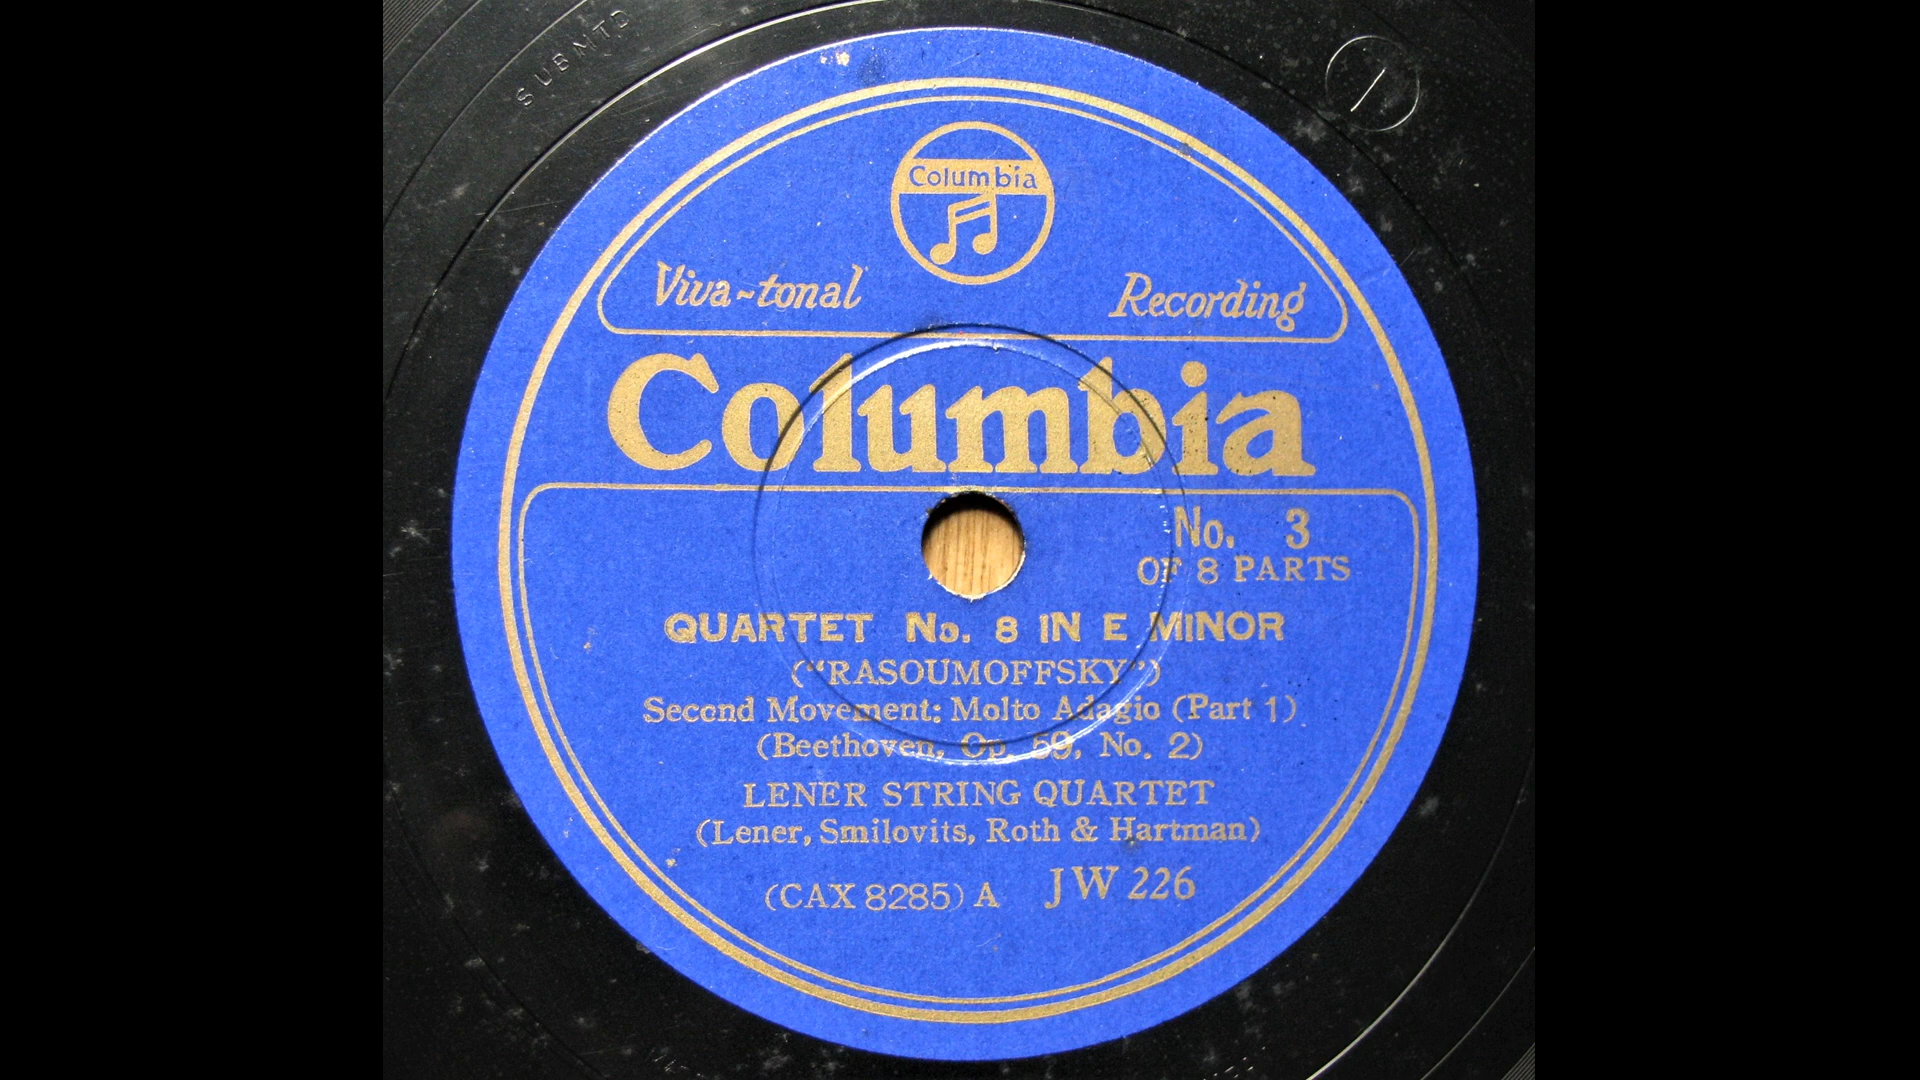 SUBMTD
1
Columbia
Viva-tonal Recording
Columbia
No. 3
OF 8 PARTS
QUARTET No. 8 IN E MINOR
("RASOUMOFFSKY")
Second Movement: Molto Adagio (Part 1)
(Beethoven, Op. 59, No. 2)
LENER STRING QUARTET
(Lener, Smilovits, Roth & Hartman)
(CAX 8285) A JW 226